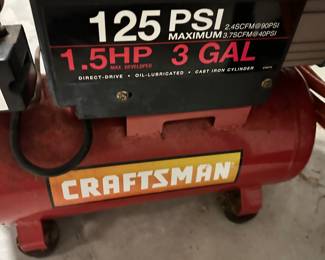 125 PSI 2.4SCFM@90PSI
MAXIMUM 3.7SCFM@40PSI
1.5HP 3 GAL
MAX. DEVELOPED
DIRECT-DRIVE • OIL-LUBRICATED • CAST IRON CYLINDER
CRAFTSMAN